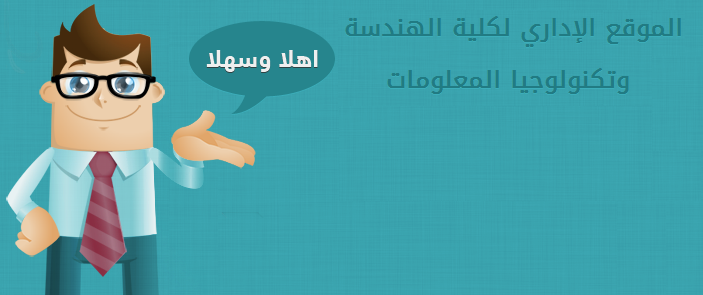 الموقع الإداري لكلية الهندسة
وتكنولوجيا المعلومات
اهلا وسهلا